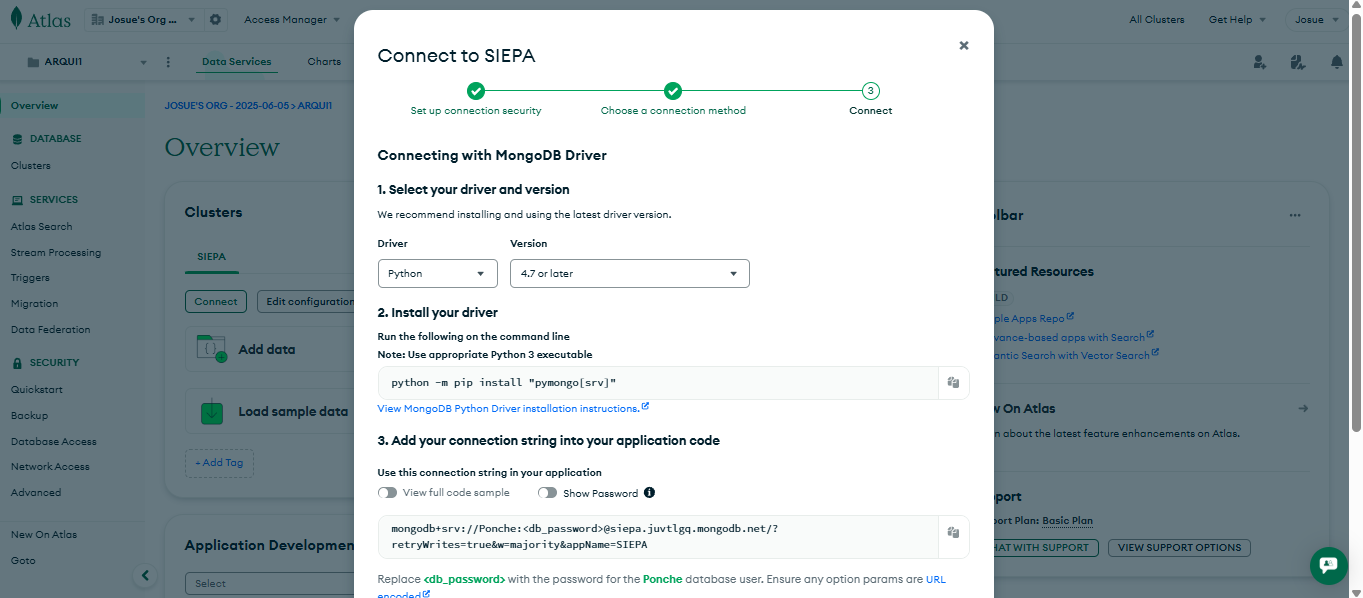 Atlas
Josue's Org ...
Access Manager
All Clusters
Get Help
Josue
ARQUI1
Data Services
Charts
Overview
DATABASE
Clusters
SERVICES
Atlas Search
Stream Processing
Triggers
Migration
Data Federation
SECURITY
Quickstart
Backup
Database Access
Network Access
Advanced
New On Atlas
Goto
JOSUE'S ORG - 2025-06-05 > ARQUI1
Overview
Clusters
SIEPA
Connect
Edit configuration
Add data
Load sample data
+ Add Tag
Application Developmen
Select
Connect to SIEPA
Set up connection security
Choose a connection method
3
Connect
Connecting with MongoDB Driver
1. Select your driver and version
We recommend installing and using the latest driver version.
Driver
Version
Python
4.7 or later
2. Install your driver
Run the following on the command line
Note: Use appropriate Python 3 executable
python -m pip install "pymongo[srv]"
View MongoDB Python Driver installation instructions.
3. Add your connection string into your application code
Use this connection string in your application
View full code sample
Show Password
mongodb+srv://Ponche:<db_password>@siepa.juvtlgq.mongodb.net/?
retryWrites=true&w=majority&appName=SIEPA
Replace <db_password> with the password for the Ponche database user. Ensure any option params are URL
encoded
lbar
tured Resources
LD
ple Apps Repo
vance-based apps with Search
antic Search with Vector Search
w On Atlas
n about the latest feature enhancements on Atlas.
port
ort Plan: Basic Plan
HAT WITH SUPPORT
VIEW SUPPORT OPTIONS